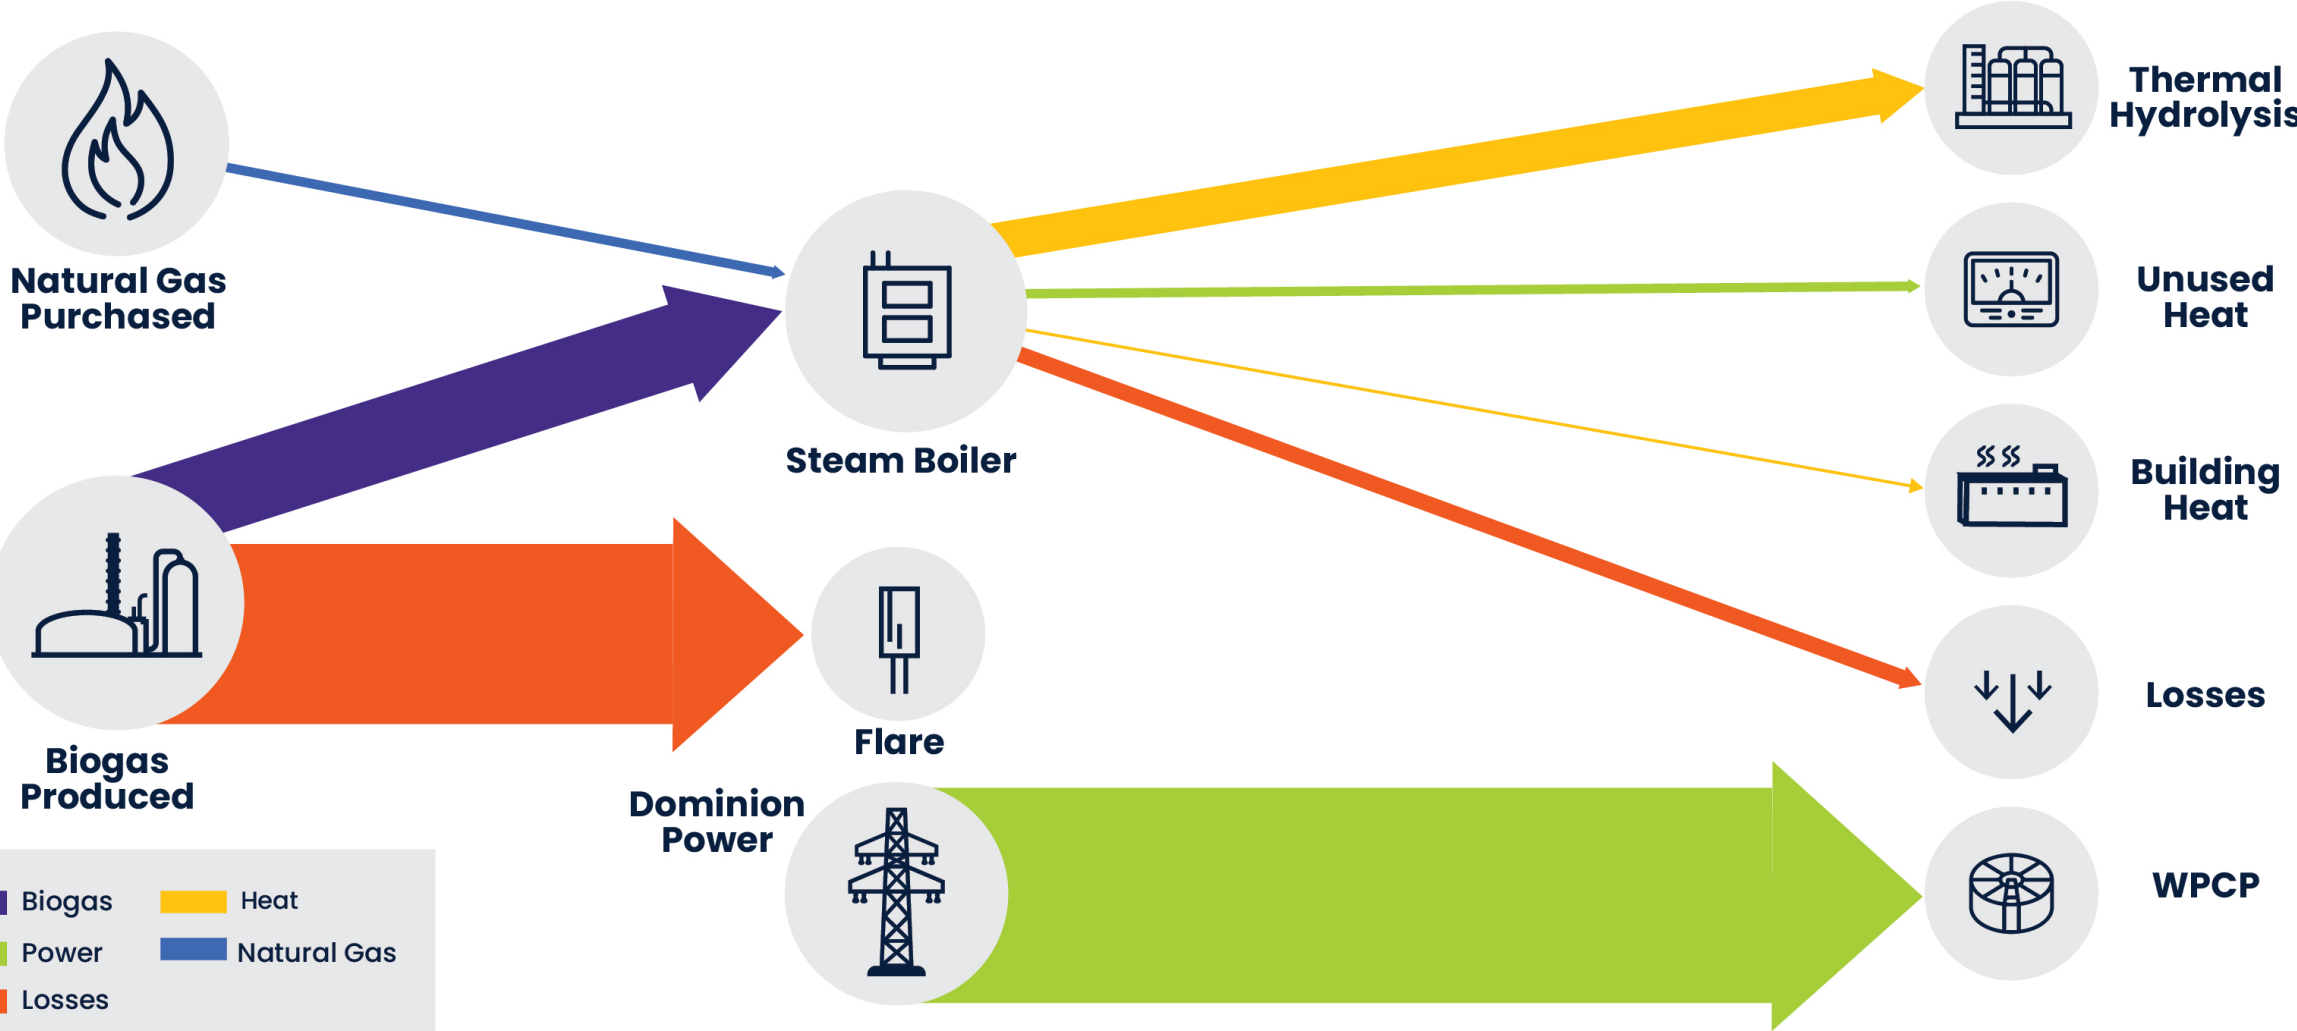 Natural Gas
Purchased
Biogas
Produced
Steam Boiler
Flare
Dominion
Power
Thermal
Hydrolysis
Unused
Heat
Building
Heat
Losses
WPCP
Biogas
Heat
Power
Natural Gas
Losses